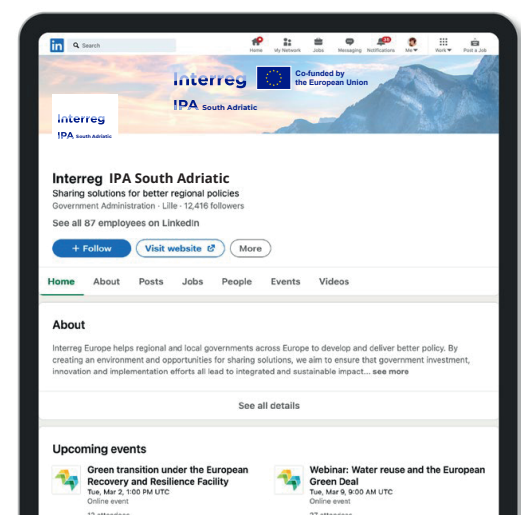 in
Search
Home
My Network
Jobs
Messaging
Notifications
Me
Work
Post a Job
Interreg
Co-funded by
the European Union
IPA South Adriatic
Interreg
IPA South Adriatic
Interreg IPA South Adriatic
Sharing solutions for better regional policies
Government Administration · Lille · 12,416 followers
See all 87 employees on LinkedIn
+ Follow
Visit website
More
Home
About
Posts
Jobs
People
Events
Videos
About
Interreg Europe helps regional and local governments across Europe to develop and deliver better policy. By
creating an environment and opportunities for sharing solutions, we aim to ensure that government investment,
innovation and implementation efforts all lead to integrated and sustainable impact... see more
See all details
Upcoming events
Green transition under the European
Recovery and Resilience Facility
Tue, Mar 2, 1:00 PM UTC
Online event
Webinar: Water reuse and the European
Green Deal
Tue, Mar 9, 9:00 AM UTC
Online event